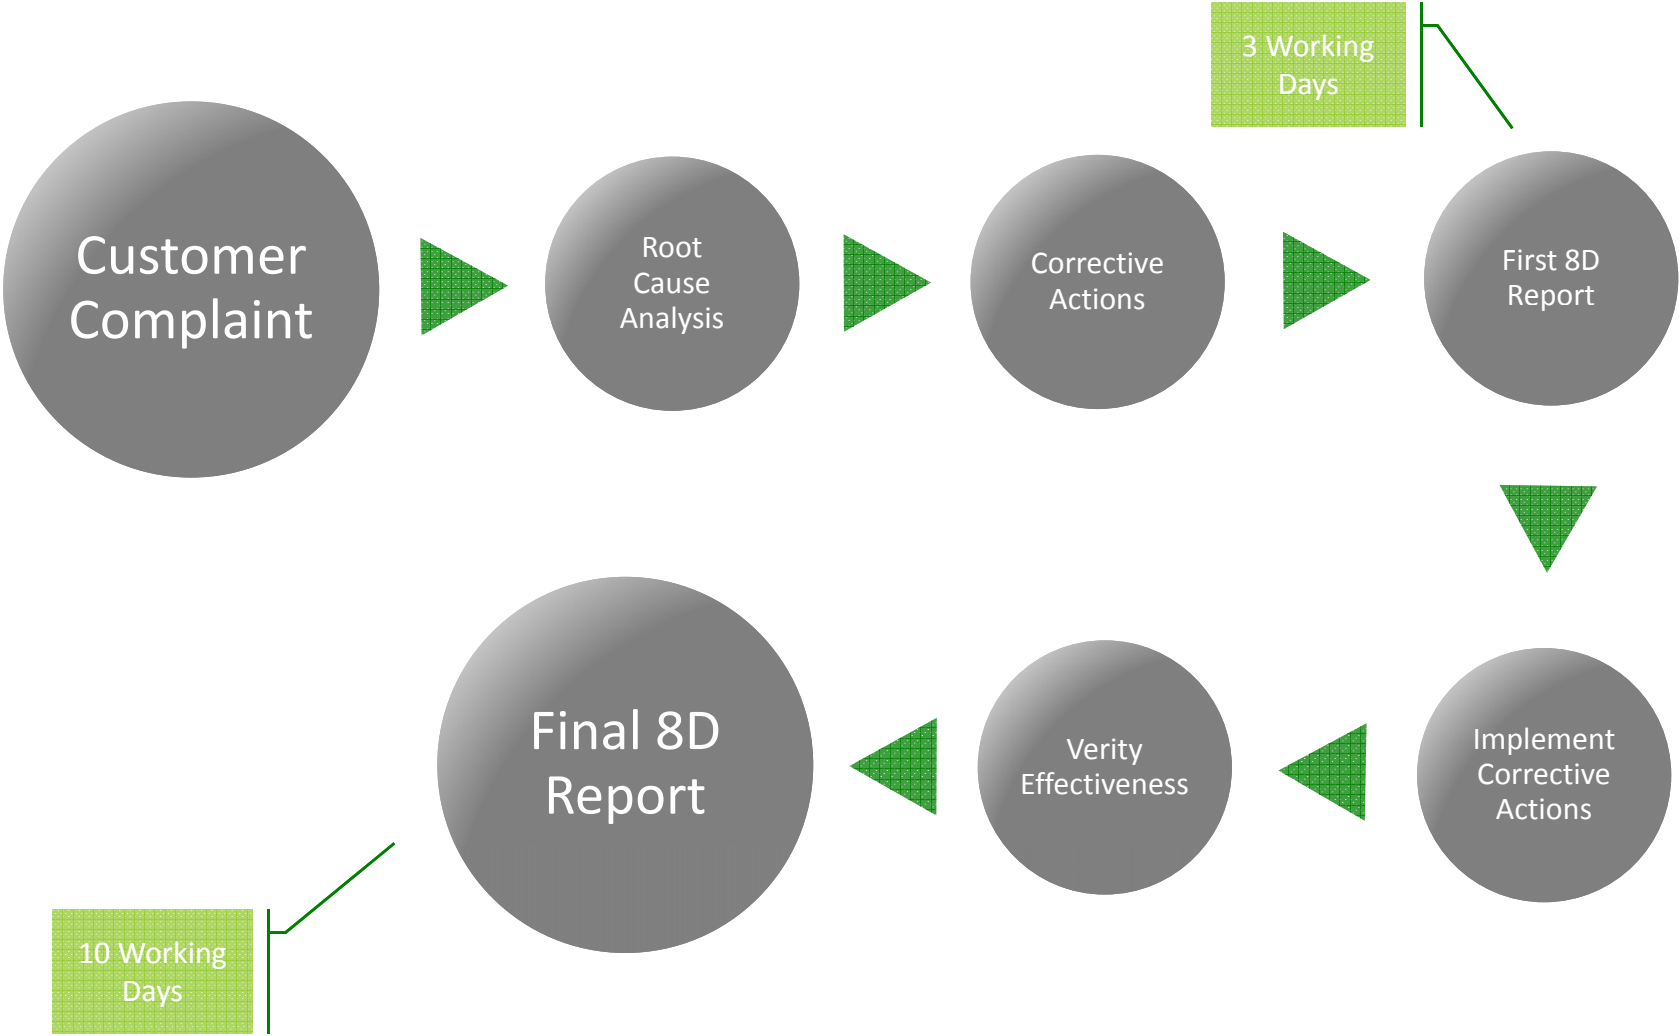 3 Working
Days
Customer
Complaint
Root
Cause
Analysis
Corrective
Actions
First 8D
Report
Final 8D
Report
Verity
Effectiveness
Implement
Corrective
Actions
10 Working
Days